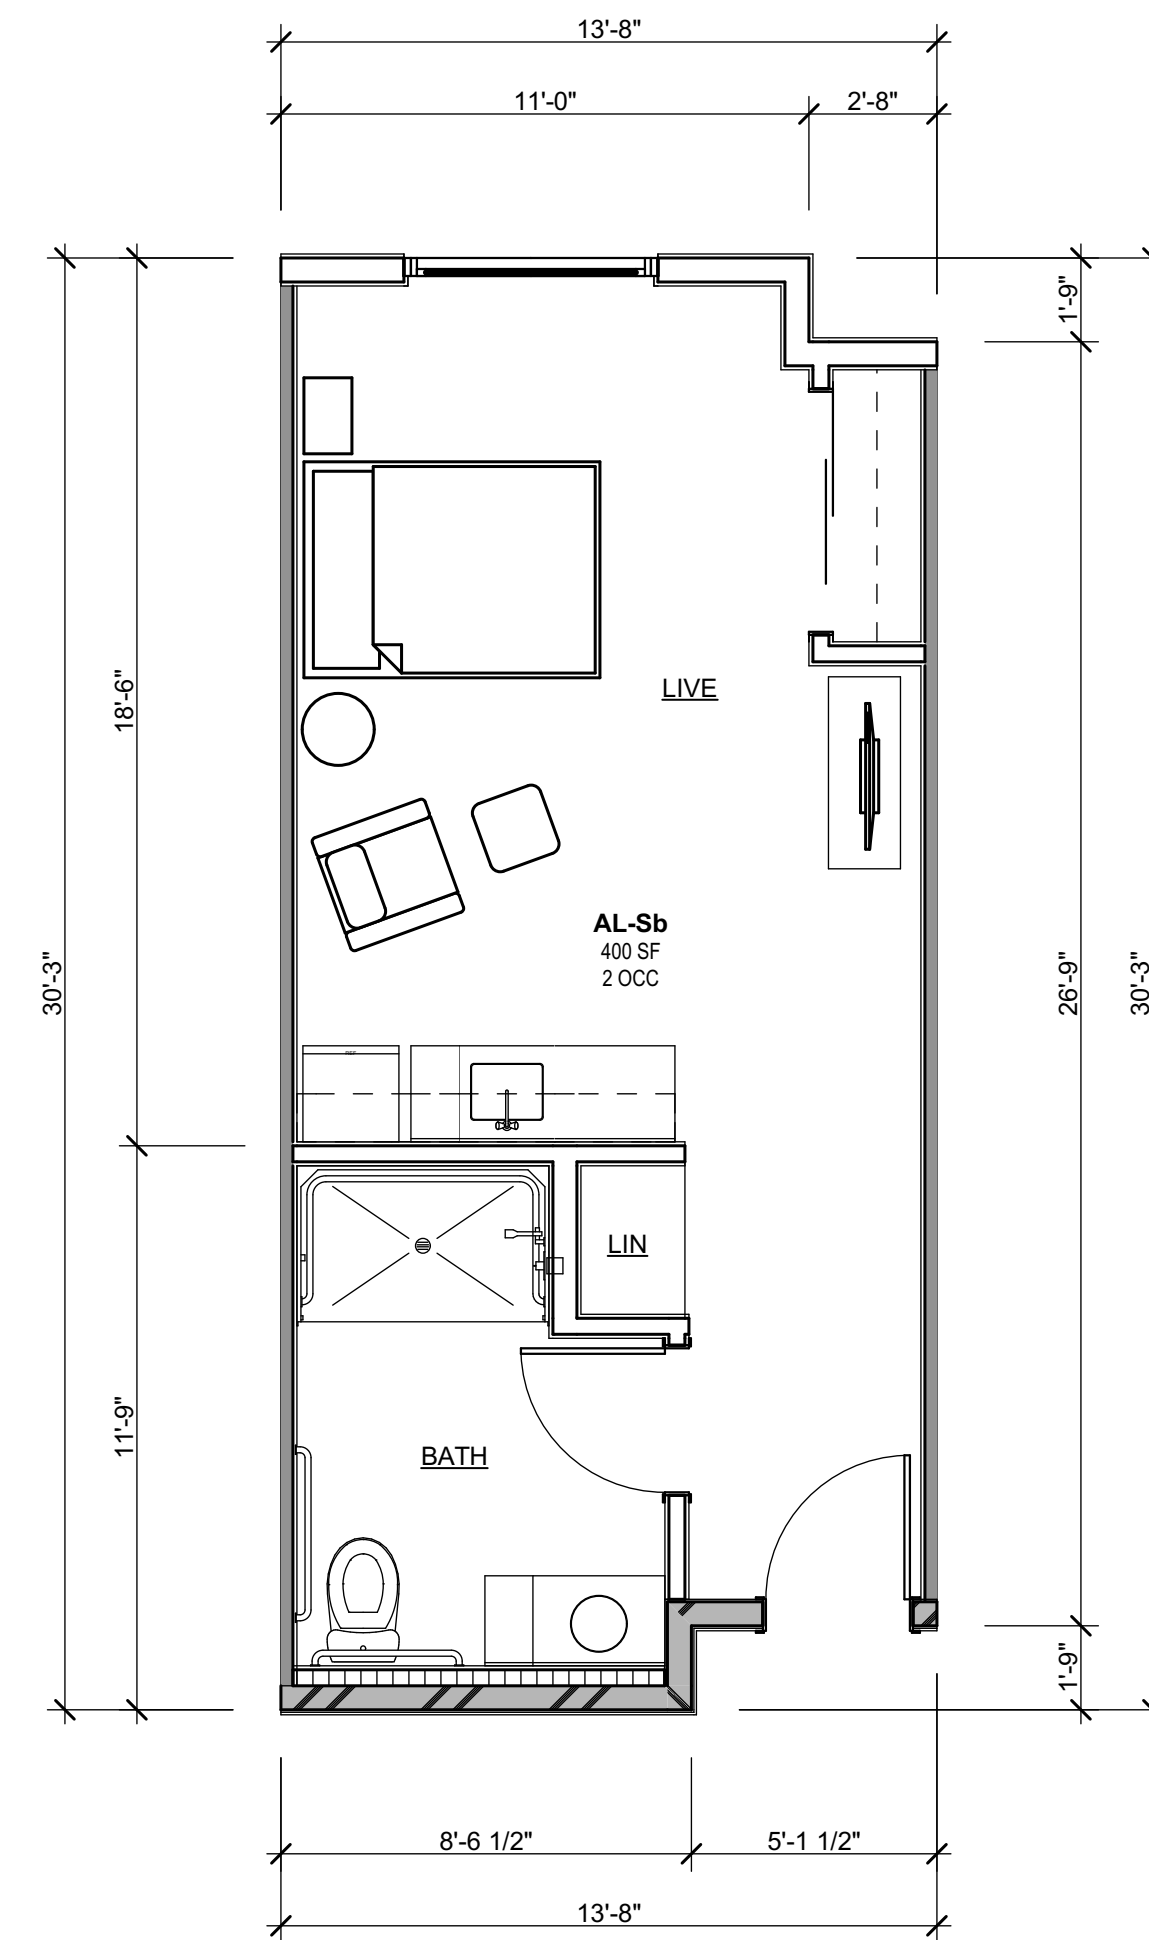 13'-8"
11'-0"
2'-8"
1'-9"
18'-6"
LIVE
AL-Sb
400 SF
2 OCC
30'-3"
26'-9"
30'-3"
REF
LIN
11'-9"
BATH
1'-9"
8'-6 1/2"
5'-1 1/2"
13'-8"